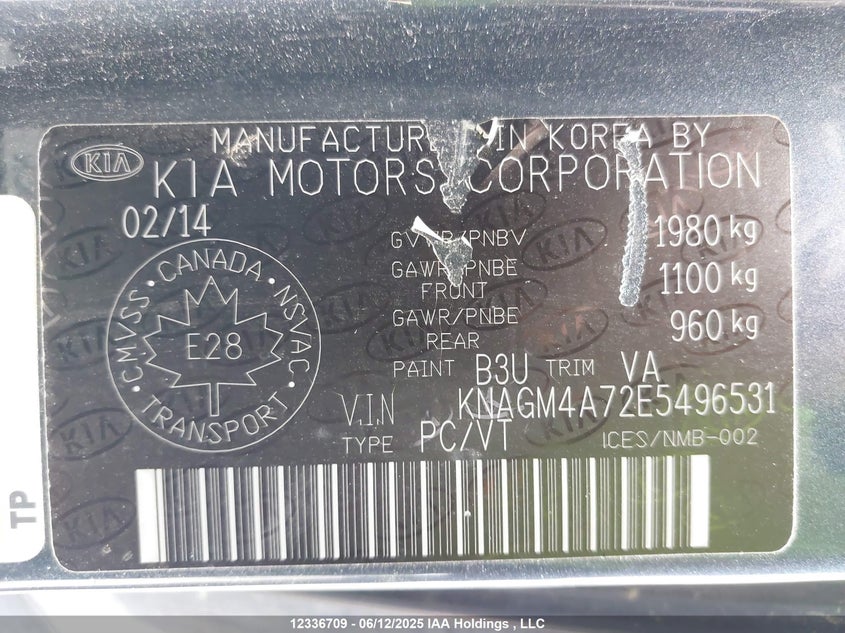 MANUFACTURED IN KOREA BY
KIA
KIA MOTORS CORPORATION
02/14
GVWR/PNBV 1980 kg
GAWR/PNBE FRONT 1100 kg
GAWR/PNBE REAR 960 kg
CMVSS · CANADA · NSVAC · TRANSPORT ·
E28
PAINT B3U TRIM VA
V.I.N KNAGM4A72E5496531
TYPE PC/VT ICES/NMB-002
TP
12336709 - 06/12/2025 IAA Holdings , LLC